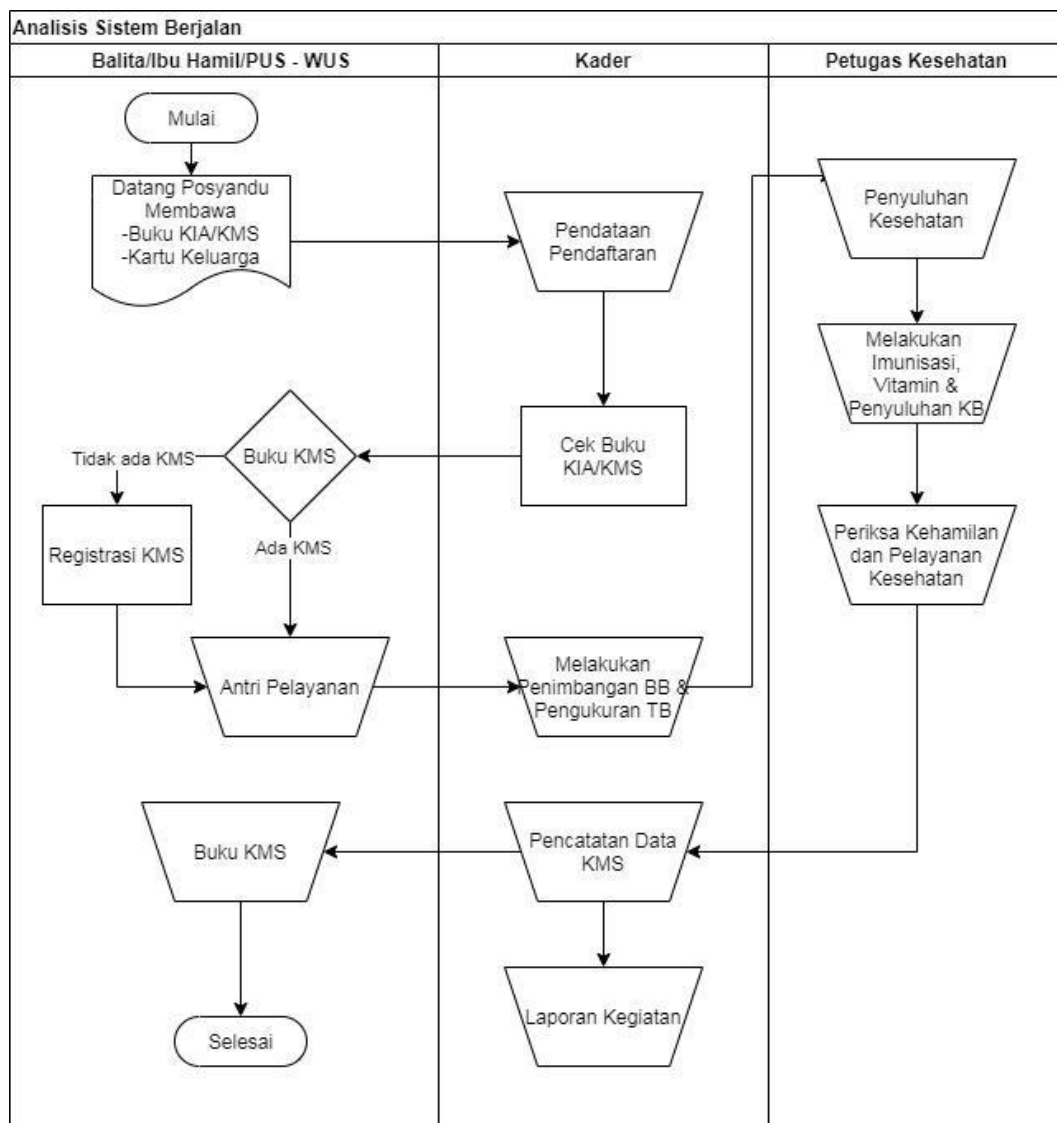 Analisis Sistem Berjalan
Balita/Ibu Hamil/PUS - WUS
Kader
Petugas Kesehatan
Mulai
Datang Posyandu
Membawa
-Buku KIA/KMS
-Kartu Keluarga
Pendataan
Pendaftaran
Penyuluhan
Kesehatan
Melakukan
Imunisasi,
Vitamin &
Penyuluhan KB
Cek Buku
KIA/KMS
Buku KMS
Tidak ada KMS
Ada KMS
Registrasi KMS
Periksa Kehamilan
dan Pelayanan
Kesehatan
Antri Pelayanan
Melakukan
Penimbangan BB &
Pengukuran TB
Buku KMS
Pencatatan Data
KMS
Laporan Kegiatan
Selesai